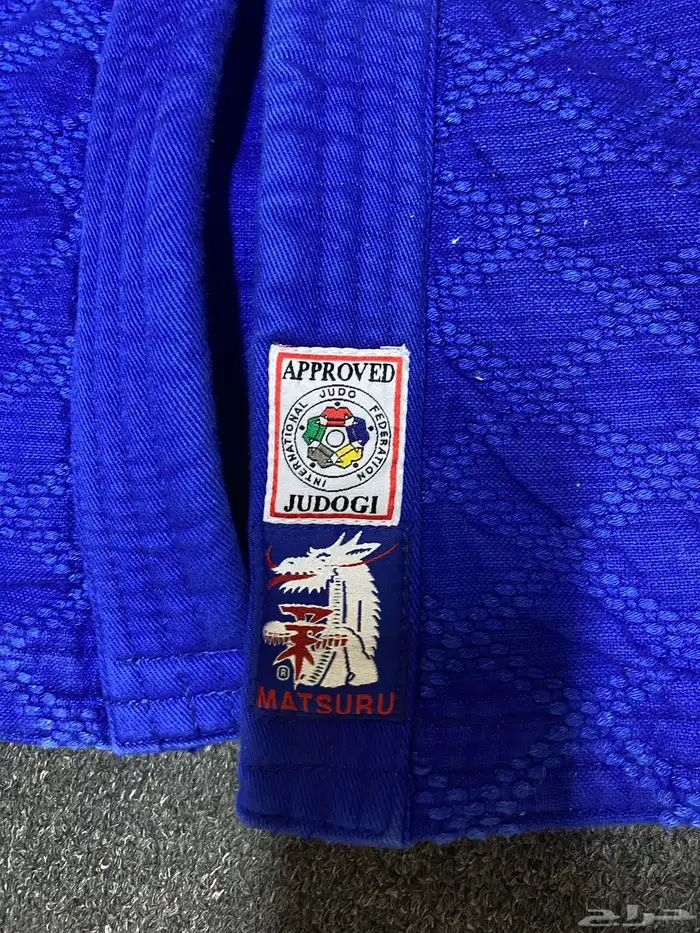 APPROVED
INTERNATIONAL JUDO FEDERATION
JUDOGI
柔
®
MATSURU
حراج